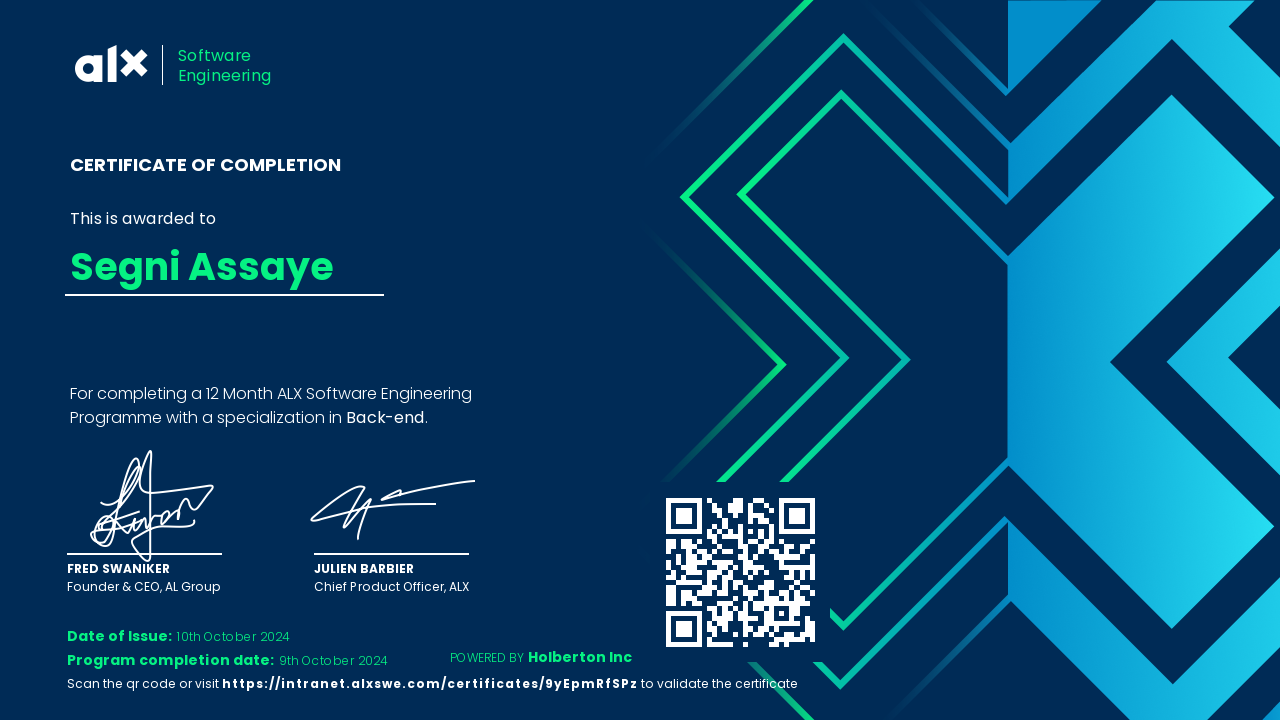 alx
Software
Engineering
CERTIFICATE OF COMPLETION
This is awarded to
Segni Assaye
For completing a 12 Month ALX Software Engineering
Programme with a specialization in Back-end.
FRED SWANIKER
Founder & CEO, AL Group
JULIEN BARBIER
Chief Product Officer, ALX
Date of Issue: 10th October 2024
Program completion date: 9th October 2024
POWERED BY Holberton Inc
Scan the qr code or visit https://intranet.alxswe.com/certificates/9yEpmRfSPz to validate the certificate